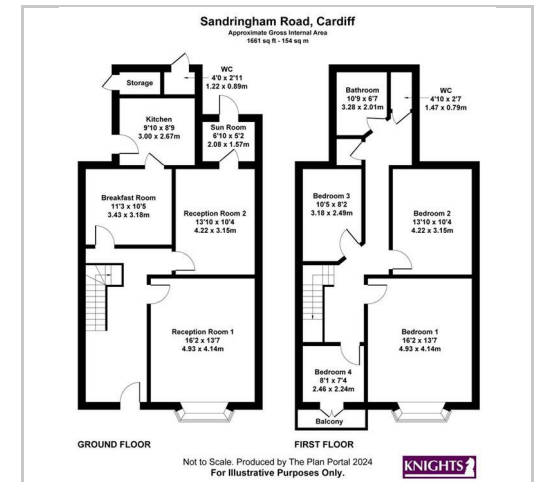 Sandringham Road, Cardiff
Approximate Gross Internal Area
1661 sq ft - 154 sq m
WC
4'0 x 2'11
1.22 x 0.89m
Storage
Kitchen
9'10 x 8'9
3.00 x 2.67m
Sun Room
6'10 x 5'2
2.08 x 1.57m
Breakfast Room
11'3 x 10'5
3.43 x 3.18m
Reception Room 2
13'10 x 10'4
4.22 x 3.15m
Reception Room 1
16'2 x 13'7
4.93 x 4.14m
GROUND FLOOR
Bathroom
10'9 x 6'7
3.28 x 2.01m
WC
4'10 x 2'7
1.47 x 0.79m
Bedroom 3
10'5 x 8'2
3.18 x 2.49m
Bedroom 2
13'10 x 10'4
4.22 x 3.15m
Bedroom 1
16'2 x 13'7
4.93 x 4.14m
Bedroom 4
8'1 x 7'4
2.46 x 2.24m
Balcony
FIRST FLOOR
Not to Scale. Produced by The Plan Portal 2024
For Illustrative Purposes Only.
KNIGHTS